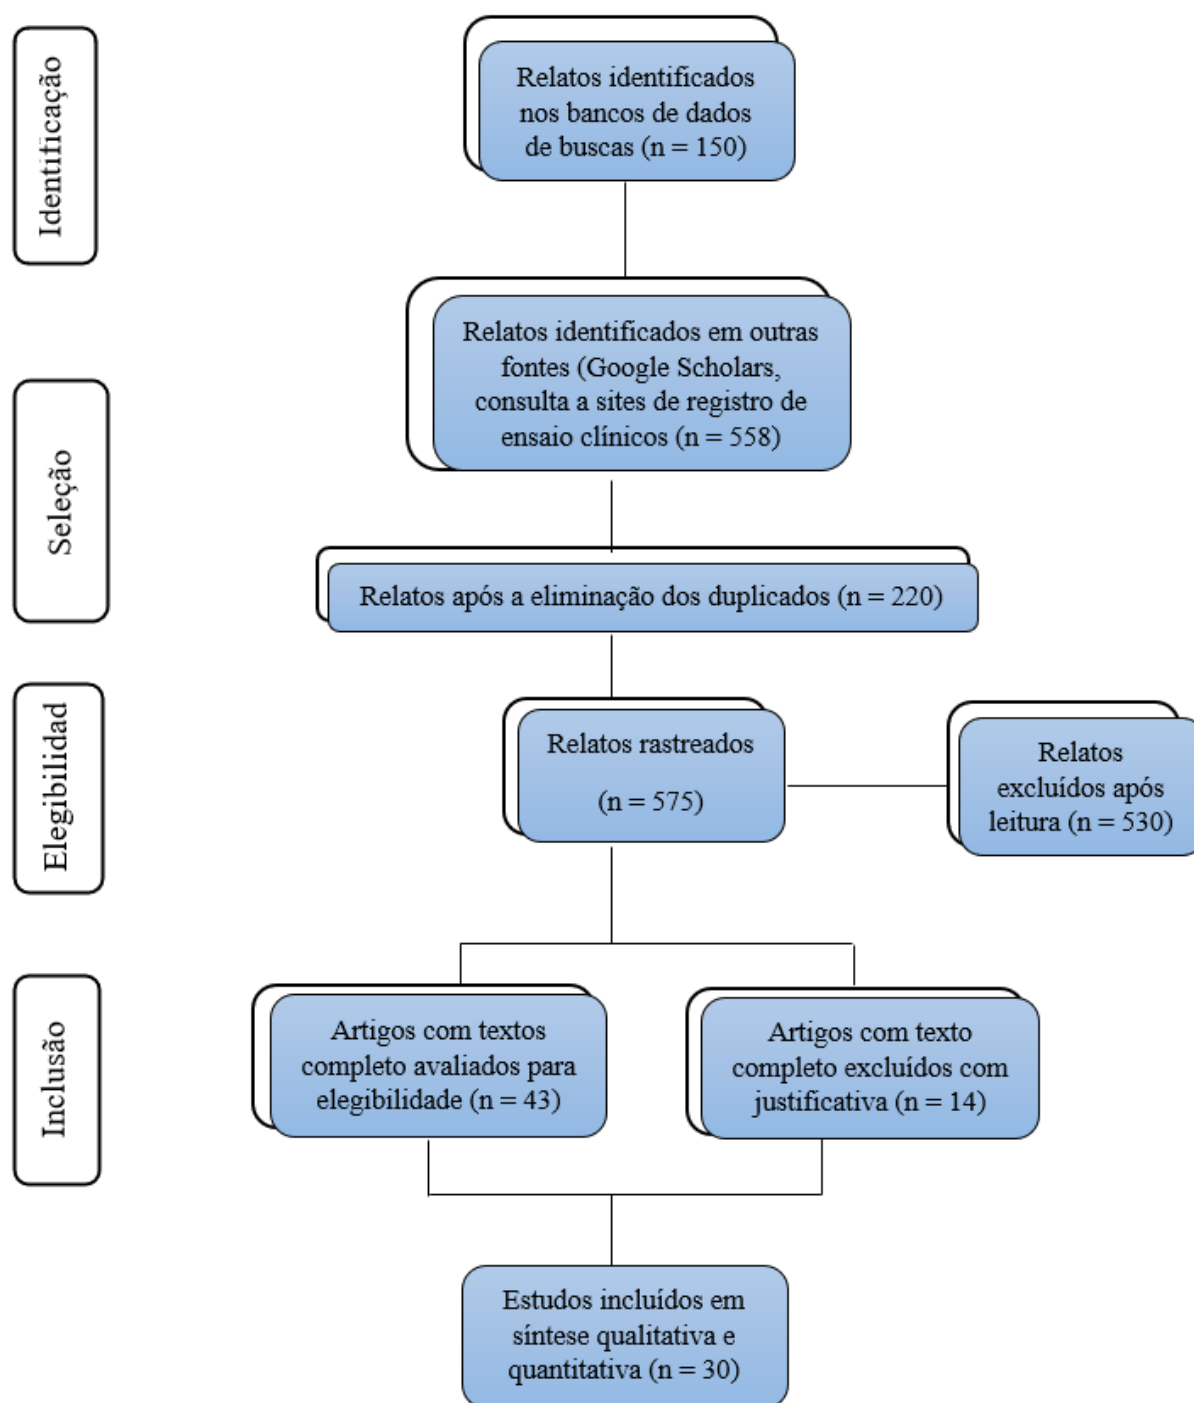 Identificação
Relatos identificados
nos bancos de dados
de buscas (n = 150)
Relatos identificados em outras
fontes (Google Scholars,
consulta a sites de registro de
ensaio clínicos (n = 558)
Seleção
Relatos após a eliminação dos duplicados (n = 220)
Elegibilidad
Relatos rastreados
(n = 575)
Relatos
excluídos após
leitura (n = 530)
Inclusão
Artigos com textos
completo avaliados para
elegibilidade (n = 43)
Artigos com texto
completo excluídos com
justificativa (n = 14)
Estudos incluídos em
síntese qualitativa e
quantitativa (n = 30)